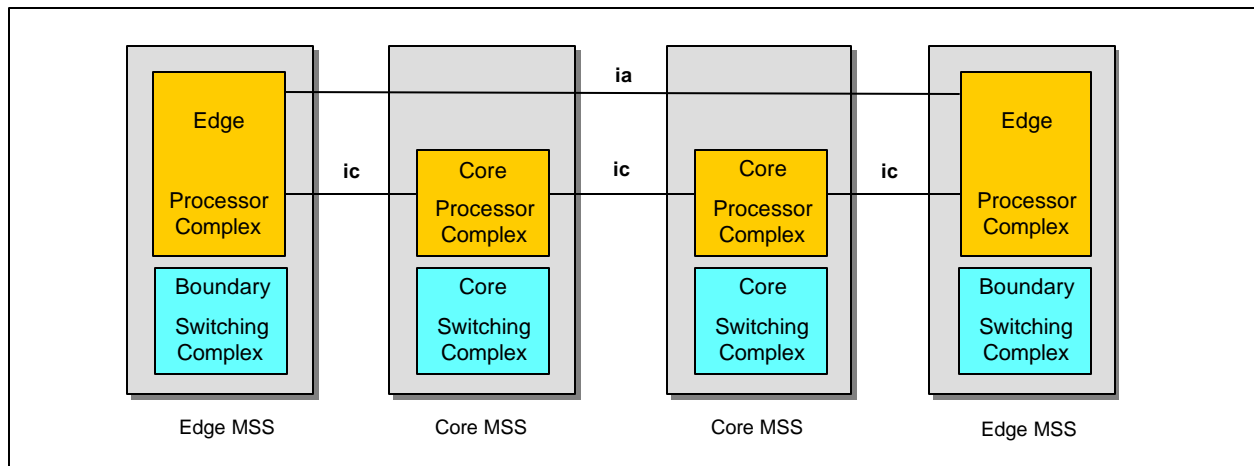 ia
Edge
Edge
ic
ic
ic
Core
Core
Processor
Complex
Processor
Complex
Processor
Complex
Processor
Complex
Boundary
Switching
Complex
Core
Switching
Complex
Core
Switching
Complex
Boundary
Switching
Complex
Edge MSS
Core MSS
Core MSS
Edge MSS